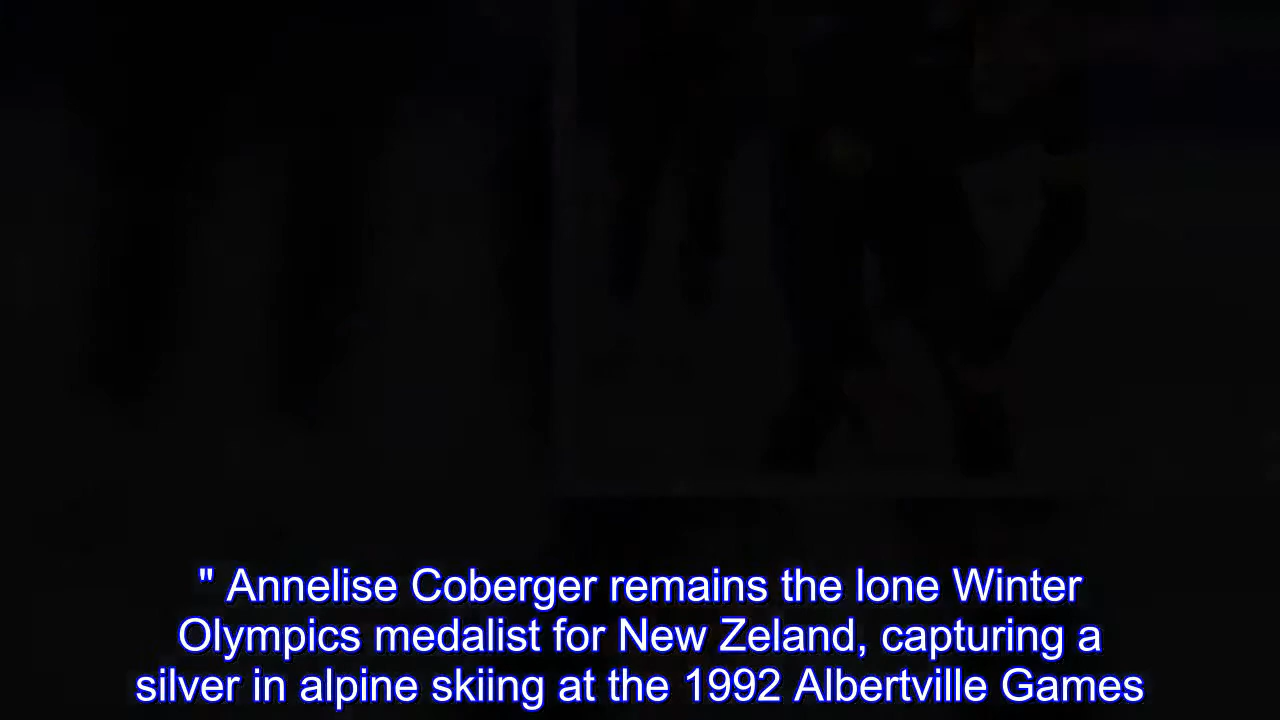 " Annelise Coberger remains the lone Winter
Olympics medalist for New Zeland, capturing a
silver in alpine skiing at the 1992 Albertville Games